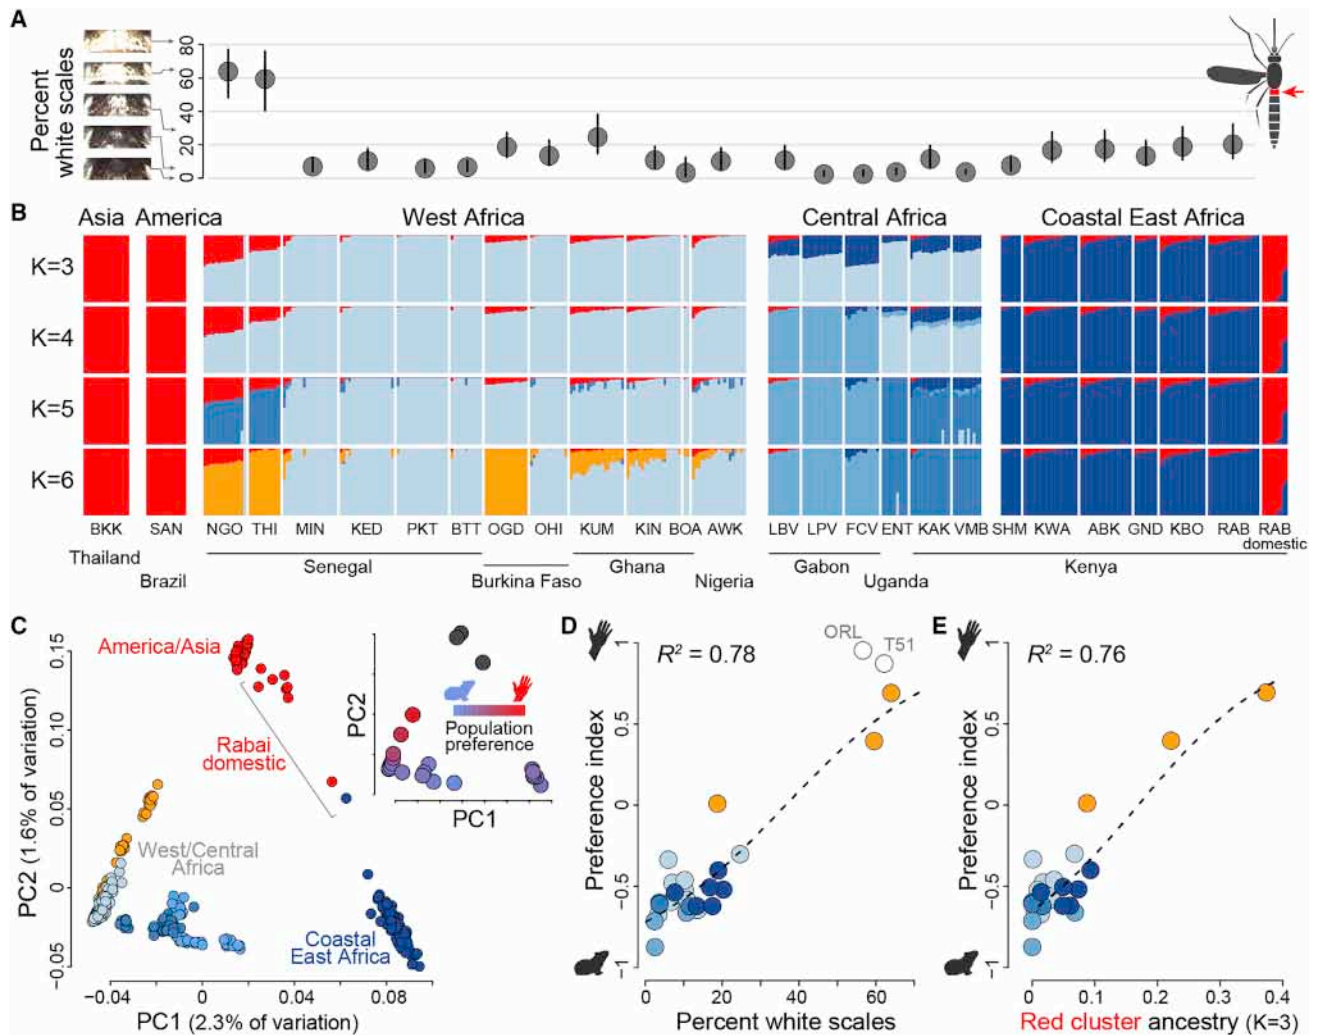 A
Percent
white scales
80
60
40
20
0
B
Asia America West Africa Central Africa Coastal East Africa
K=3
K=4
K=5
K=6
BKK SAN NGO THI MIN KED PKT BTT OGD OHI KUM KIN BOA AWK LBV LPV FCV ENT KAK VMB SHM KWA ABK GND KBO RAB RAB
domestic
Thailand Senegal Ghana Gabon Kenya
Brazil Burkina Faso Nigeria Uganda
C
America/Asia
Rabai
domestic
West/Central
Africa
Coastal
East Africa
PC2 (1.6% of variation)
0.15
0.10
0.05
0
−0.05
−0.04 0 0.04 0.08
PC1 (2.3% of variation)
PC2
Population
preference
PC1
D
R² = 0.78
ORL
T51
Preference index
1
0.5
0
−0.5
−1
0 20 40 60
Percent white scales
E
R² = 0.76
Preference index
1
0.5
0
−0.5
−1
0 0.1 0.2 0.3 0.4
Red cluster ancestry (K=3)